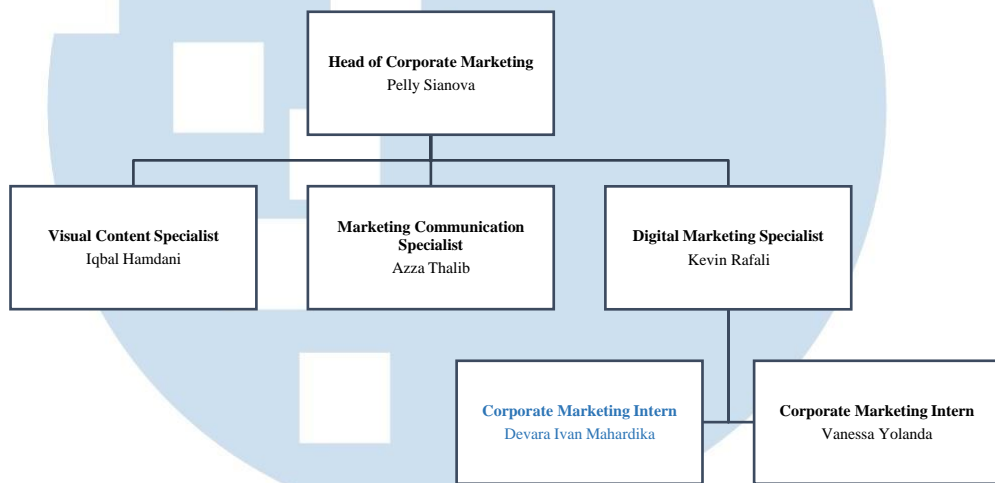 Head of Corporate Marketing
Pelly Sianova
Visual Content Specialist
Iqbal Hamdani
Marketing Communication
Specialist
Azza Thalib
Digital Marketing Specialist
Kevin Rafali
Corporate Marketing Intern
Devara Ivan Mahardika
Corporate Marketing Intern
Vanessa Yolanda